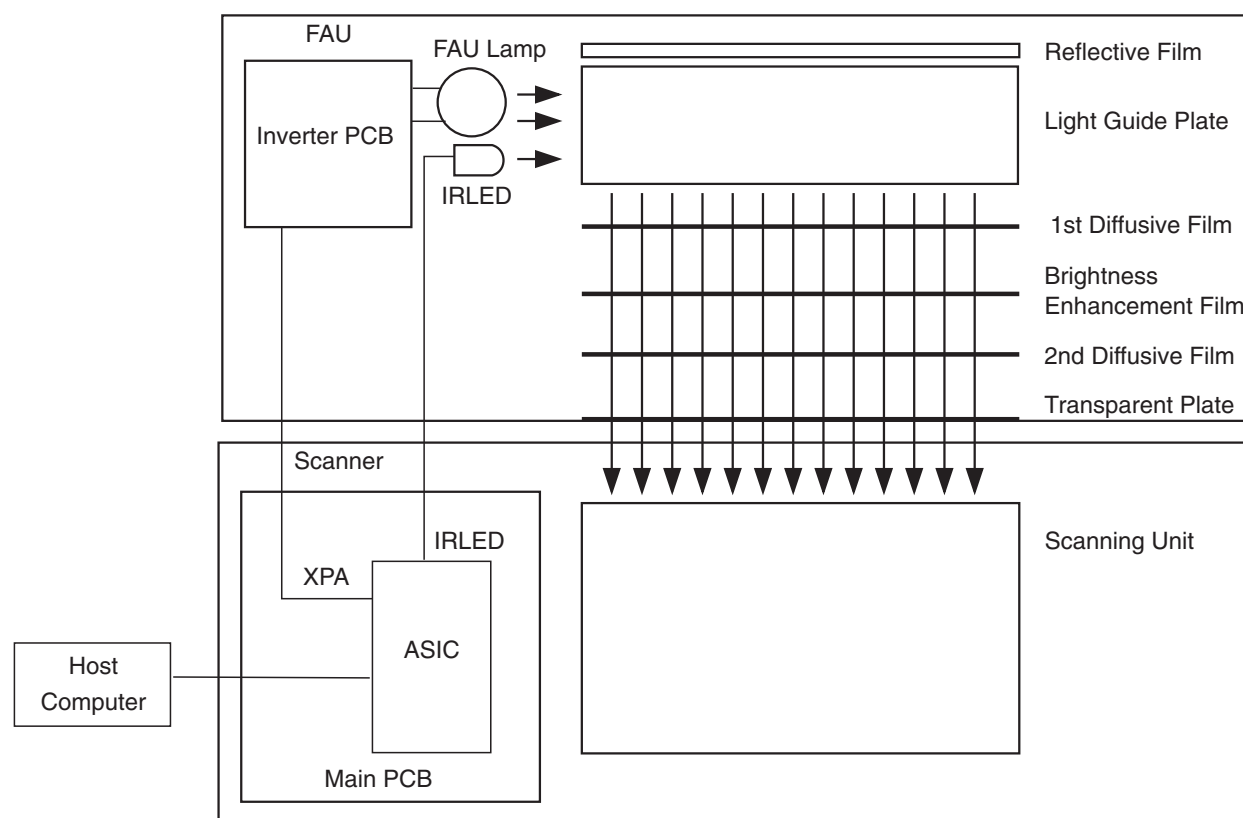 FAU
FAU Lamp
Reflective Film
Inverter PCB
Light Guide Plate
IRLED
1st Diffusive Film
Brightness
Enhancement Film
2nd Diffusive Film
Transparent Plate
Scanner
IRLED
Scanning Unit
XPA
ASIC
Host
Computer
Main PCB